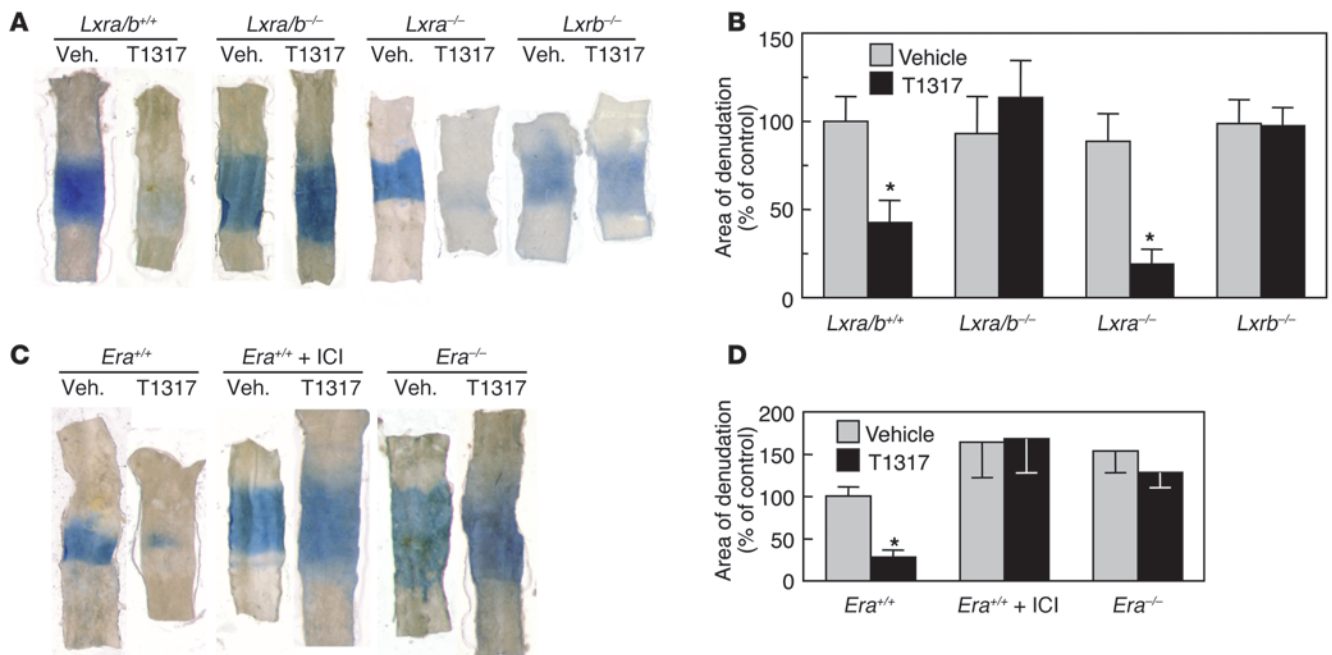 A
Lxra/b+/+ Lxra/b–/– Lxra–/– Lxrb–/–
Veh. T1317 Veh. T1317 Veh. T1317 Veh. T1317
B
Area of denudation
(% of control)
150
100
50
0
Vehicle
T1317
*
*
Lxra/b+/+ Lxra/b–/– Lxra–/– Lxrb–/–
C
Era+/+ Era+/+ + ICI Era–/–
Veh. T1317 Veh. T1317 Veh. T1317
D
Area of denudation
(% of control)
200
150
100
50
0
Vehicle
T1317
*
Era+/+ Era+/+ + ICI Era–/–